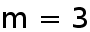 m = 3